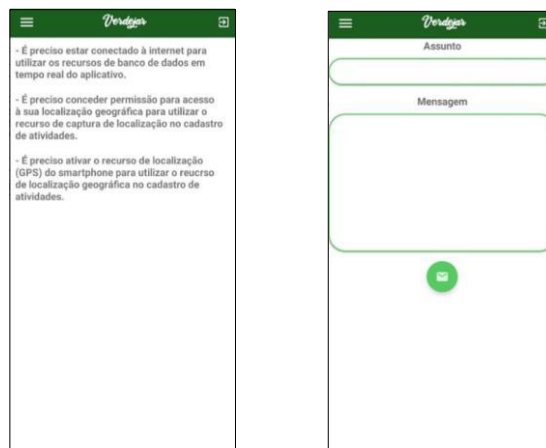 Verdejar
- É preciso estar conectado à internet para
utilizar os recursos de banco de dados em
tempo real do aplicativo.
- É preciso conceder permissão para acesso
à sua localização geográfica para utilizar o
recurso de captura de localização no cadastro
de atividades.
- É preciso ativar o recurso de localização
(GPS) do smartphone para utilizar o reucrso
de localização geográfica no cadastro de
atividades.
Verdejar
Assunto
Mensagem